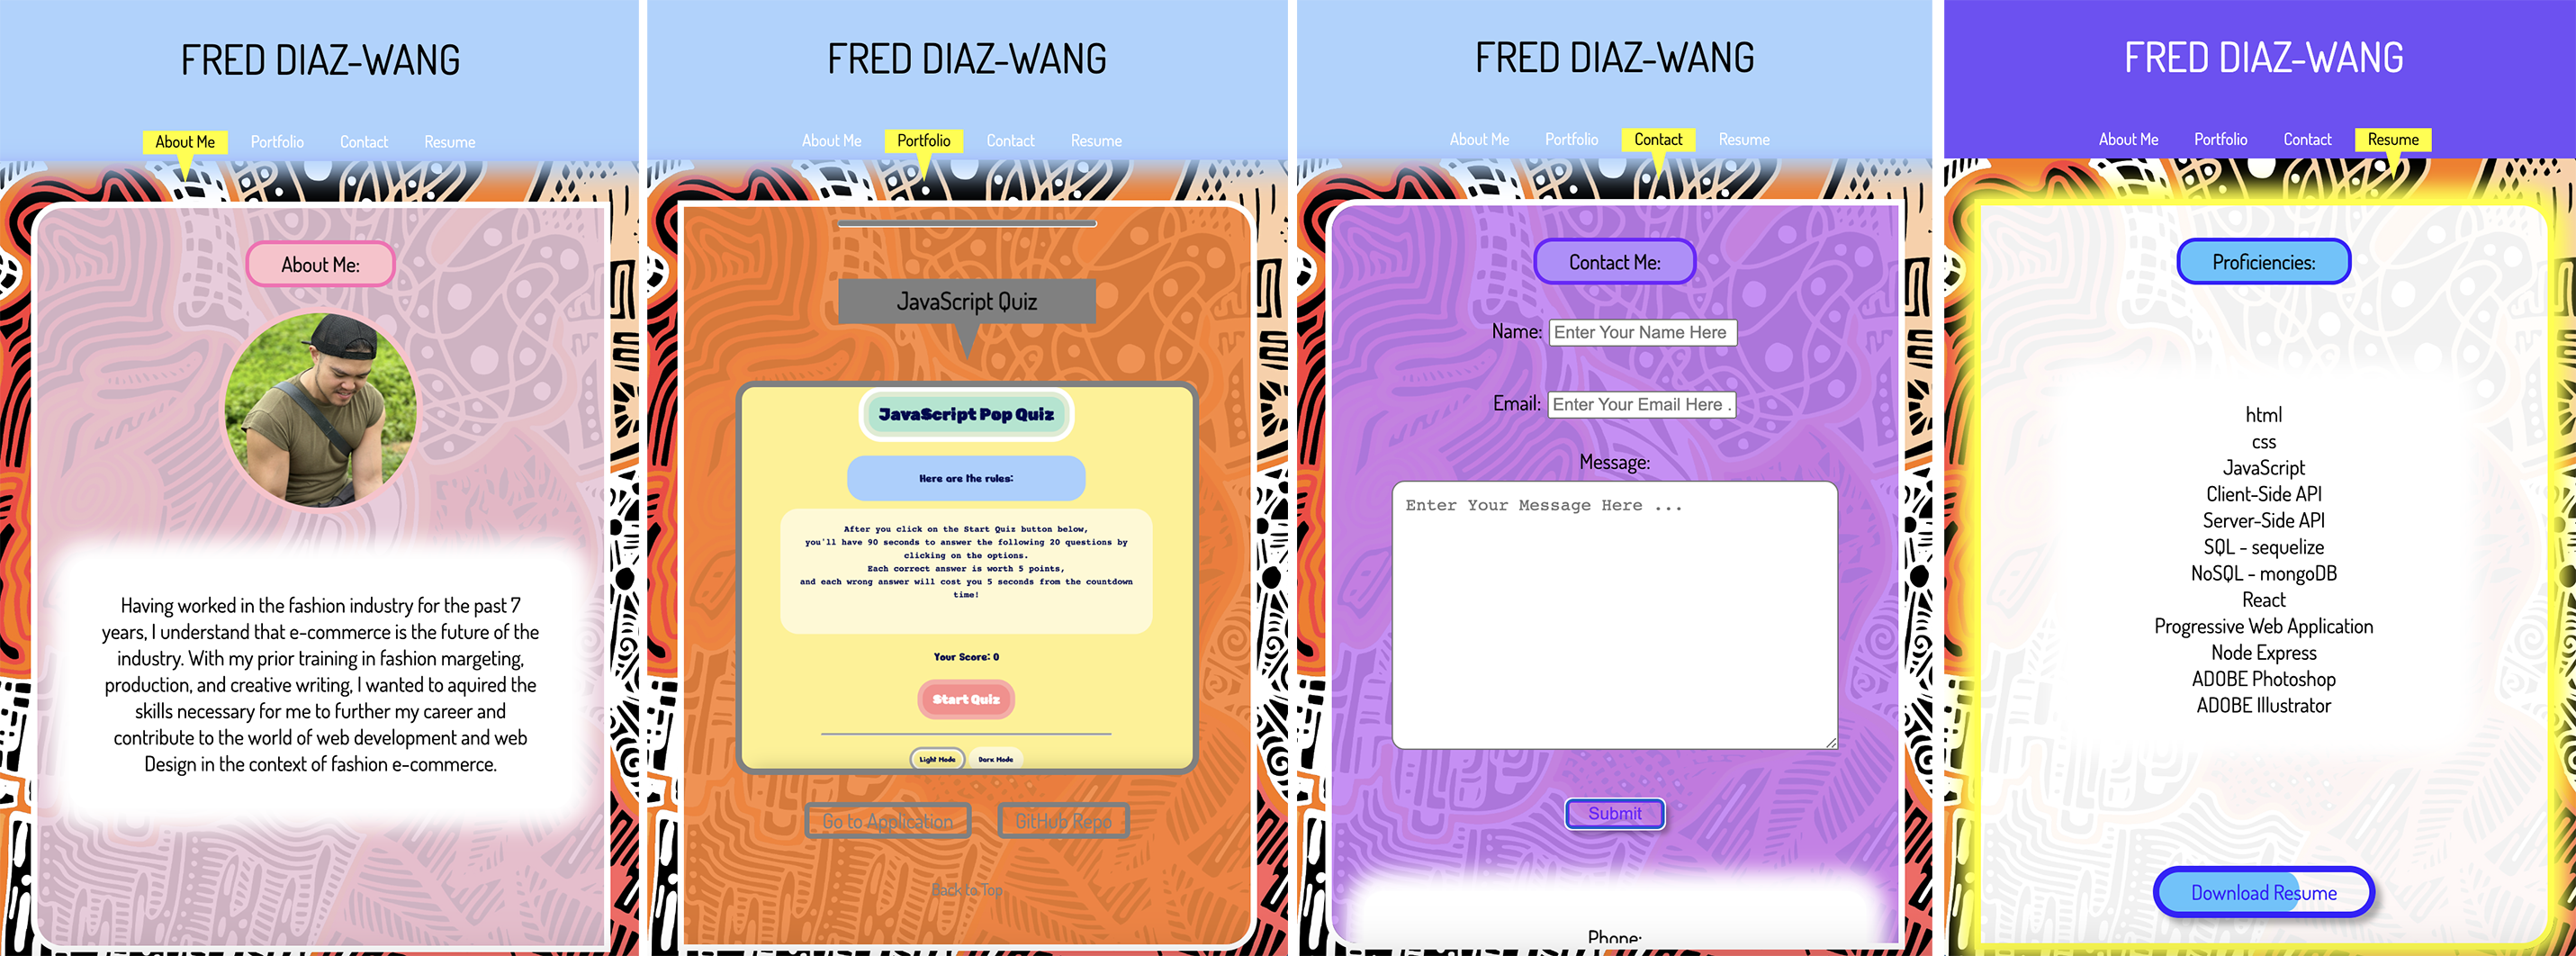 FRED DIAZ-WANG
About Me
Portfolio
Contact
Resume
About Me:
Having worked in the fashion industry for the past 7
years, I understand that e-commerce is the future of the
industry. With my prior training in fashion margeting,
production, and creative writing, I wanted to aquired the
skills necessary for me to further my career and
contribute to the world of web development and web
Design in the context of fashion e-commerce.
FRED DIAZ-WANG
About Me
Portfolio
Contact
Resume
JavaScript Quiz
JavaScript Pop Quiz
Here are the rules:
After you click on the Start Quiz button below,
you'll have 90 seconds to answer the following 20 questions by
clicking on the options.
Each correct answer is worth 5 points,
and each wrong answer will cost you 5 seconds from the countdown
time!
Your Score: 0
Start Quiz
Light Mode
Dark Mode
Go to Application
GitHub Repo
Back to Top
FRED DIAZ-WANG
About Me
Portfolio
Contact
Resume
Contact Me:
Name: Enter Your Name Here
Email: Enter Your Email Here .
Message:
Enter Your Message Here ...
Submit
Phone:
FRED DIAZ-WANG
About Me
Portfolio
Contact
Resume
Proficiencies:
html
css
JavaScript
Client-Side API
Server-Side API
SQL - sequelize
NoSQL - mongoDB
React
Progressive Web Application
Node Express
ADOBE Photoshop
ADOBE Illustrator
Download Resume